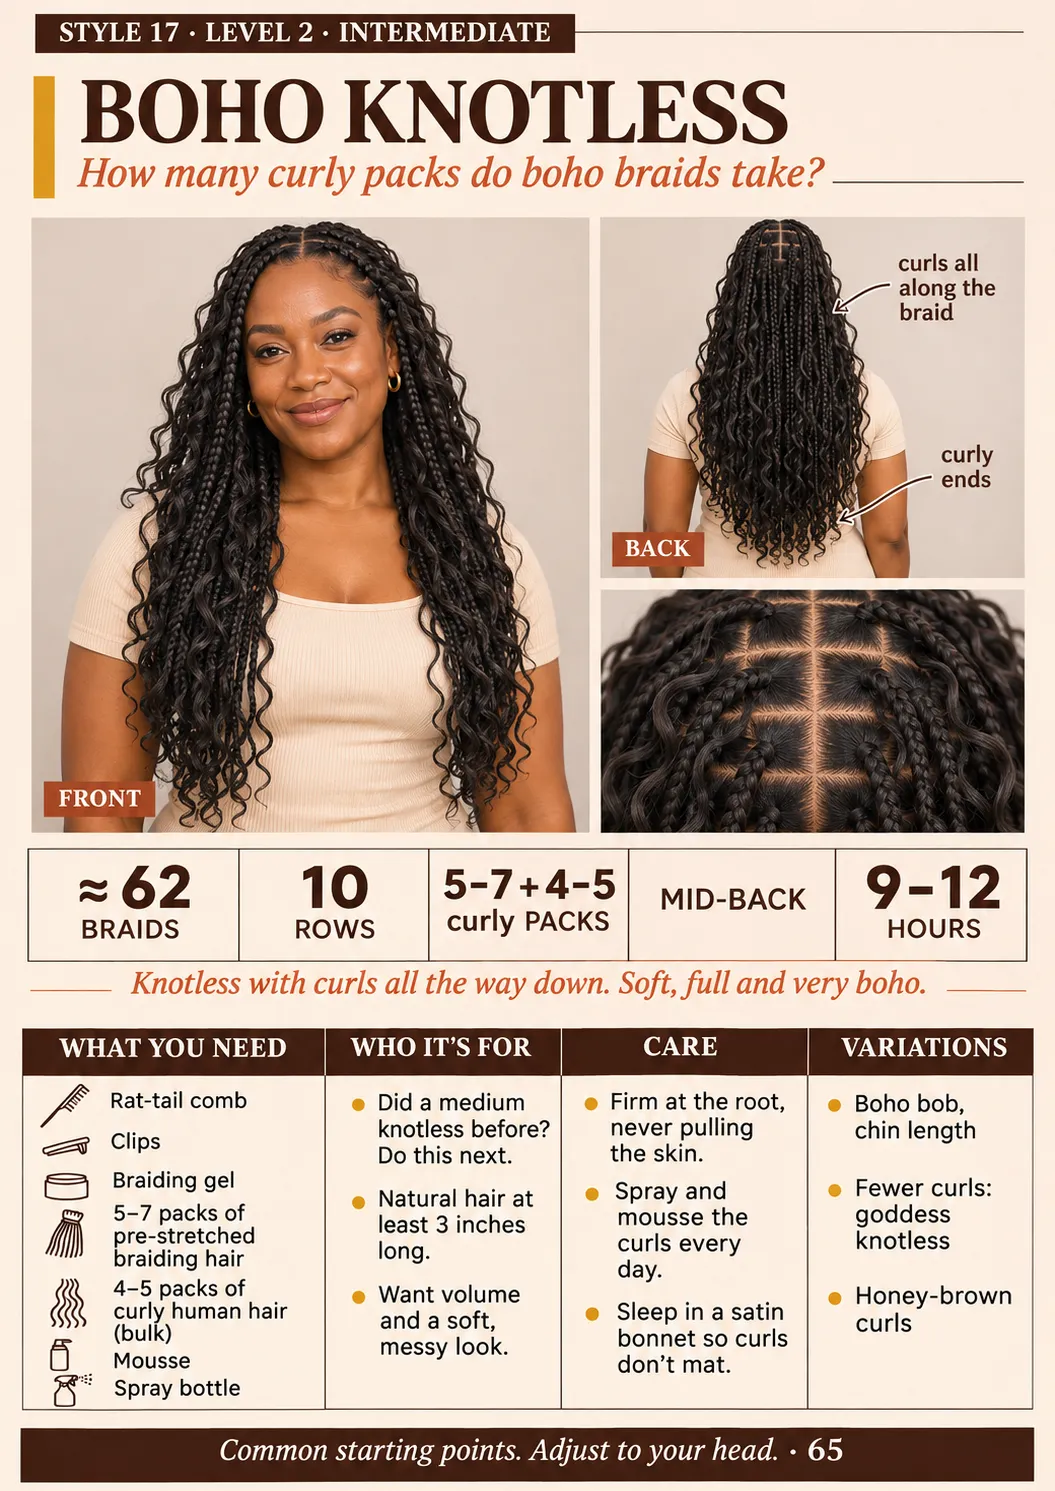 STYLE 17 · LEVEL 2 · INTERMEDIATE
BOHO KNOTLESS
How many curly packs do boho braids take?
curls all
along the
braid
curly
ends
BACK
FRONT
≈ 62
BRAIDS
10
ROWS
5–7 + 4–5
curly PACKS
MID-BACK
9–12
HOURS
Knotless with curls all the way down. Soft, full and very boho.
WHAT YOU NEED
Rat-tail comb
Clips
Braiding gel
5–7 packs of
pre-stretched
braiding hair
4–5 packs of
curly human hair
(bulk)
Mousse
Spray bottle
WHO IT'S FOR
Did a medium
knotless before?
Do this next.
Natural hair at
least 3 inches
long.
Want volume
and a soft,
messy look.
CARE
Firm at the root,
never pulling
the skin.
Spray and
mousse the
curls every
day.
Sleep in a satin
bonnet so curls
don't mat.
VARIATIONS
Boho bob,
chin length
Fewer curls:
goddess
knotless
Honey-brown
curls
Common starting points. Adjust to your head. · 65